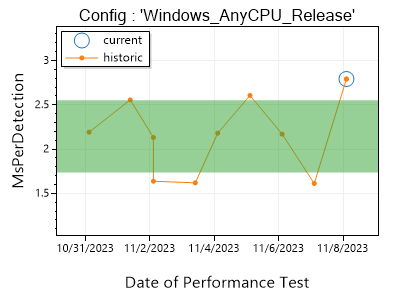 Config : 'Windows_AnyCPU_Release'
current
historic
MsPerDetection
3
2.5
2
1.5
10/31/2023 11/2/2023 11/4/2023 11/6/2023 11/8/2023
Date of Performance Test